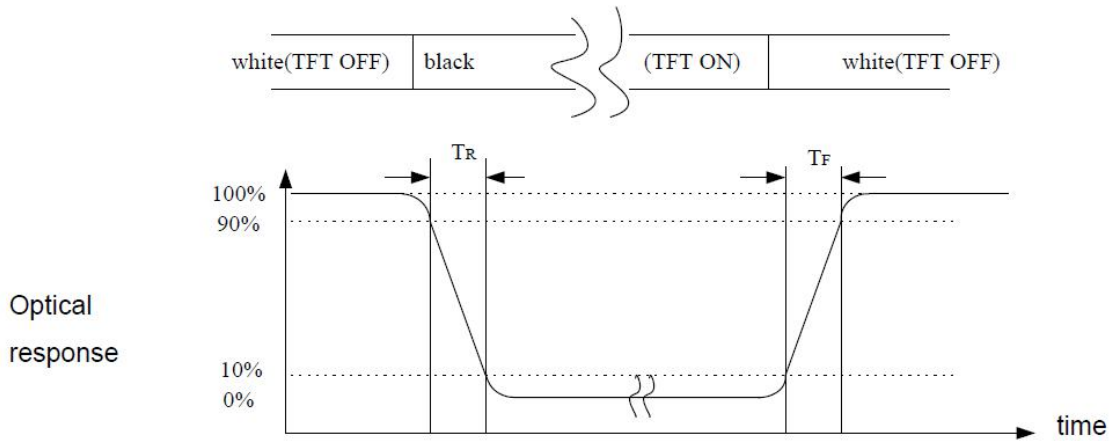 white(TFT OFF) black (TFT ON) white(TFT OFF)
TR TF
100%
90%
Optical
response
10%
0%
time